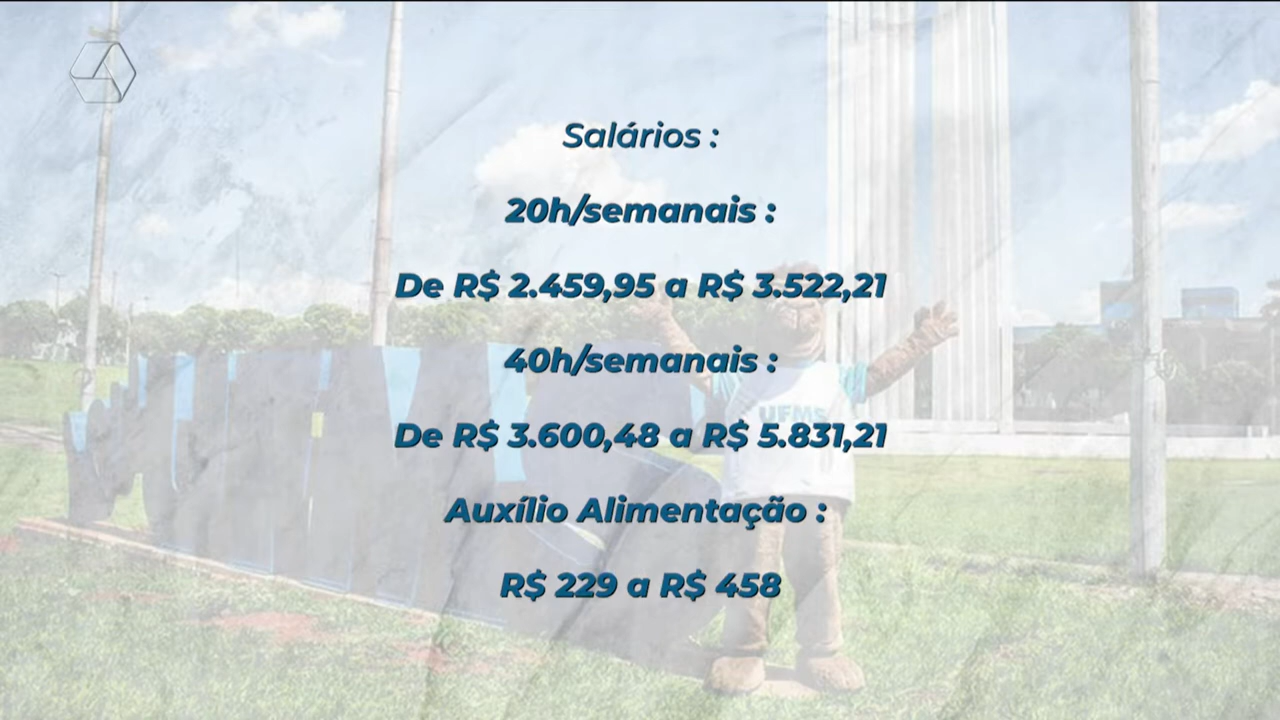 Salários :
20h/semanais :
De R$ 2.459,95 a R$ 3.522,21
40h/semanais :
De R$ 3.600,48 a R$ 5.831,21
UFMS
Auxílio Alimentação :
R$ 229 a R$ 458